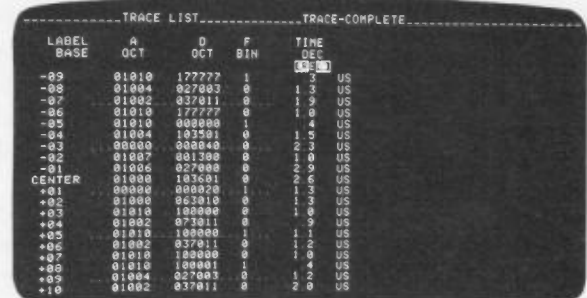 TRACE LIST TRACE-COMPLETE
LABEL A D F TIME
BASE OCT OCT BIN DEC
[REL]
-09 01010 177777 1 .3 US
-08 01004 027003 0 1.3 US
-07 01002 037011 0 1.9 US
-06 01010 177777 0 1.0 US
-05 01010 000000 1 .4 US
-04 01004 103501 0 1.5 US
-03 00000 000040 0 2.3 US
-02 01007 001300 0 1.0 US
-01 01006 027000 0 2.9 US
CENTER 01000 103601 0 2.6 US
+01 00000 000020 1 1.3 US
+02 01000 063010 0 1.3 US
+03 01010 100000 0 1.0 US
+04 01002 073011 0 .9 US
+05 01010 100000 1 1.1 US
+06 01002 037011 0 1.2 US
+07 01010 100000 0 1.0 US
+08 01010 100001 1 .4 US
+09 01004 027003 0 1.2 US
+10 01002 037011 0 2.0 US